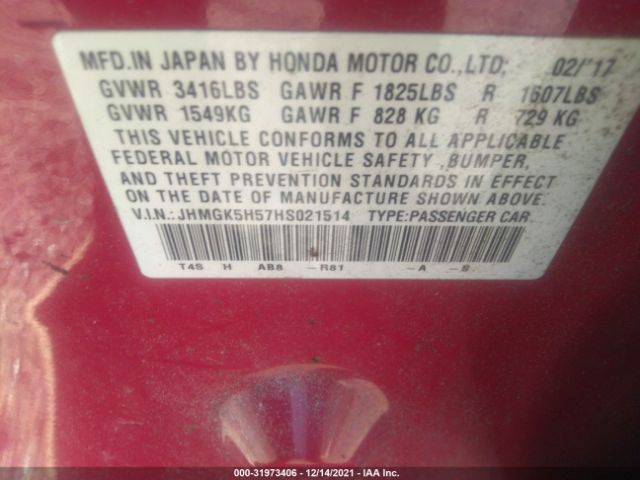 MFD.IN JAPAN BY HONDA MOTOR CO.,LTD; 02/17
GVWR 3416LBS GAWR F 1825LBS R 1607LBS
GVWR 1549KG GAWR F 828 KG R 729 KG
THIS VEHICLE CONFORMS TO ALL APPLICABLE
FEDERAL MOTOR VEHICLE SAFETY ,BUMPER,
AND THEFT PREVENTION STANDARDS IN EFFECT
ON THE DATE OF MANUFACTURE SHOWN ABOVE.
V.I.N.:JHMGK5H57HS021514 TYPE:PASSENGER CAR
T4S H AB8 –R81 –A –S
000-31973406 • 12/14/2021 • IAA Inc.